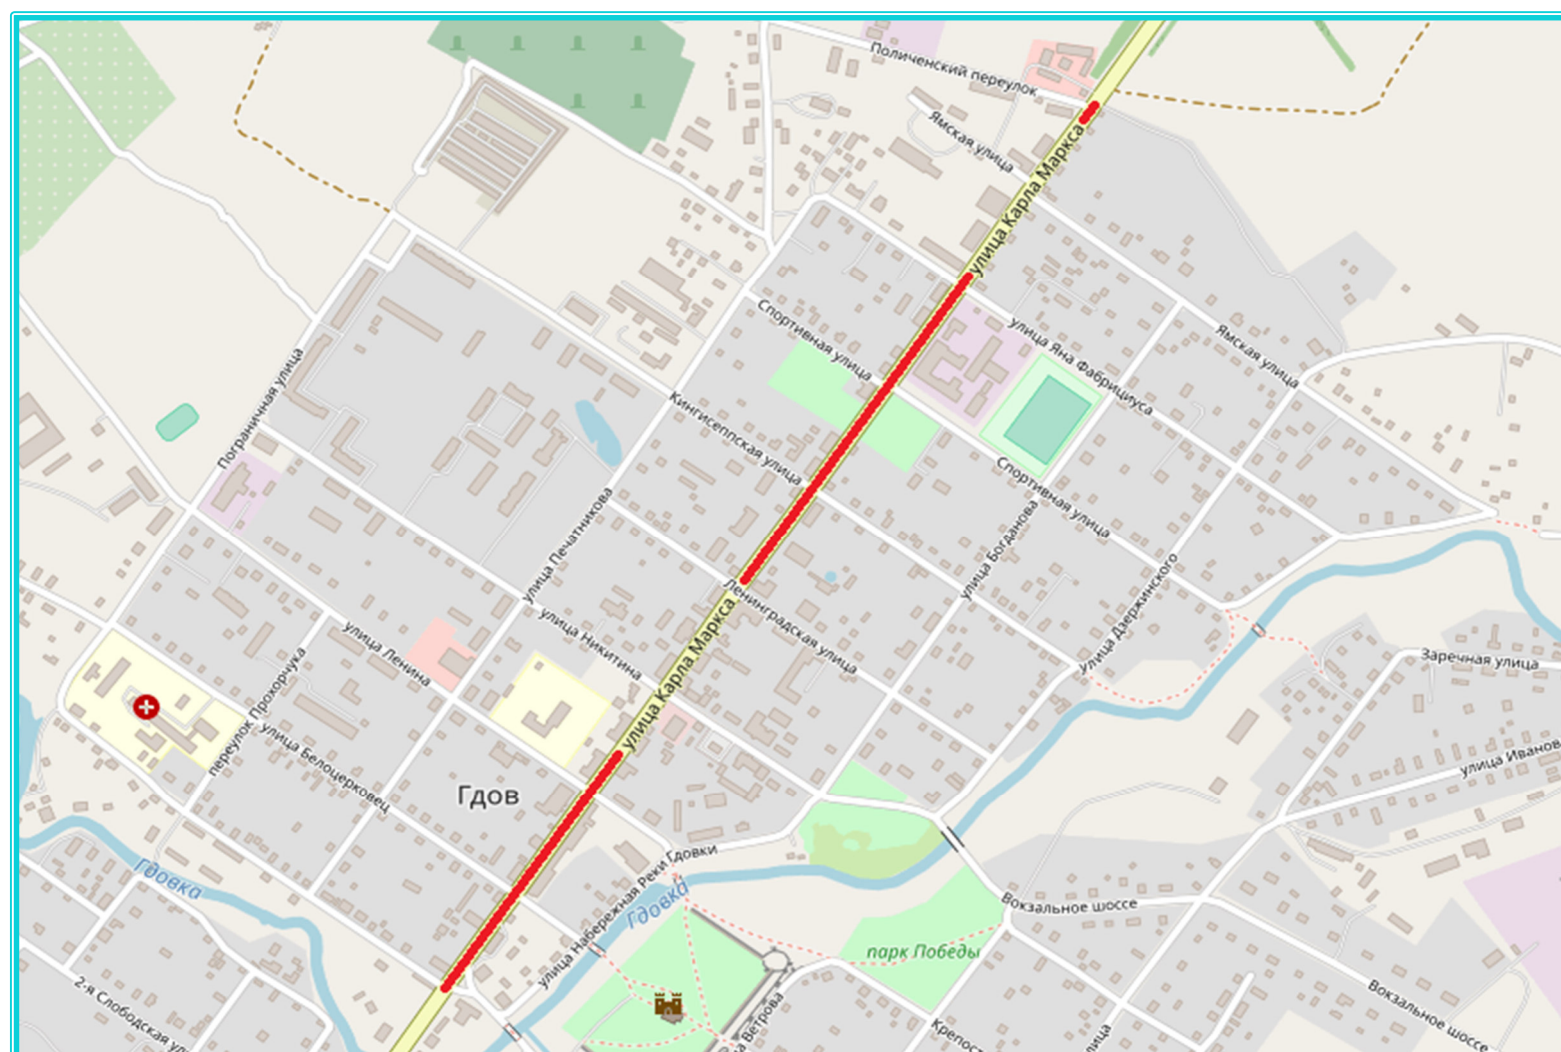 Поличенский переулок
Ямская улица
улица Карла Маркса
Спортивная улица
улица Яна Фабрициуса
Ямская улица
Пограничная улица
Кингисеппская улица
Спортивная улица
улица Печатникова
улица Богданова
улица Дзержинского
Ленинградская улица
улица Никитина
улица Карла Маркса
улица Ленина
Заречная улица
переулок Прохорчука
улица Белоцерковец
улица Иванов
Гдов
улица Набережная Реки Гдовки
Гдовка
Гдовка
Вокзальное шоссе
парк Победы
2-я Слободская ул
Вокзальное шоссе
а Ветрова
Крепост
лица